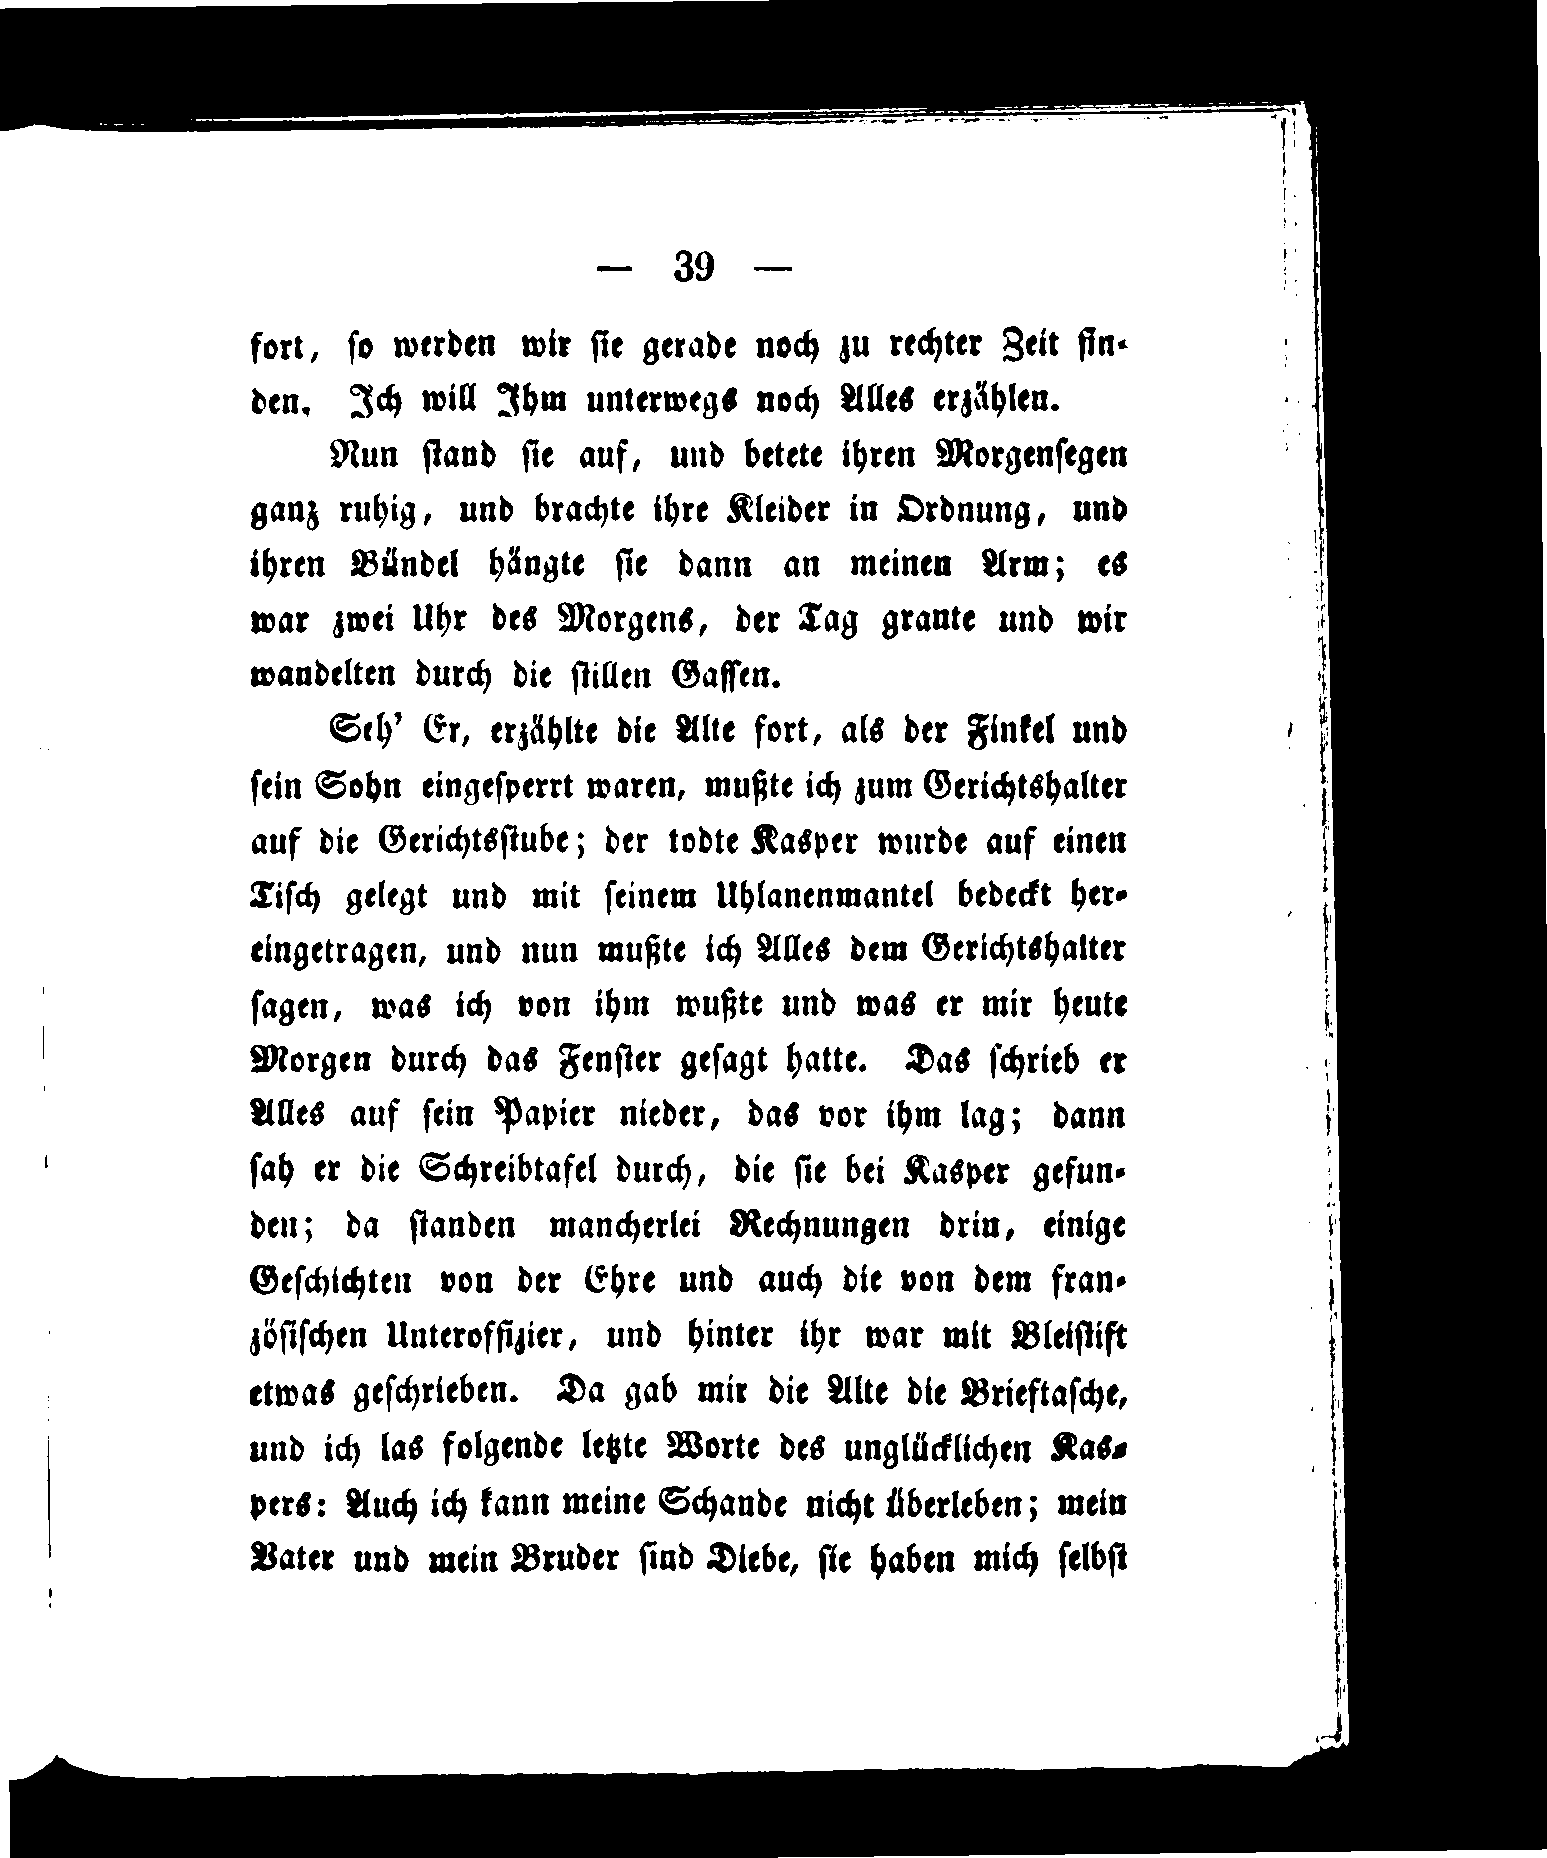 — 39 —
fort, so werden wir sie gerade noch zu rechter Zeit fin-
den. Ich will Ihm unterwegs noch Alles erzählen.
Nun stand sie auf, und betete ihren Morgensegen
ganz ruhig, und brachte ihre Kleider in Ordnung, und
ihren Bündel hängte sie dann an meinen Arm; es
war zwei Uhr des Morgens, der Tag graute und wir
wandelten durch die stillen Gassen.
Seh' Er, erzählte die Alte fort, als der Finkel und
sein Sohn eingesperrt waren, mußte ich zum Gerichtshalter
auf die Gerichtsstube; der todte Kasper wurde auf einen
Tisch gelegt und mit seinem Uhlanenmantel bedeckt her-
eingetragen, und nun mußte ich Alles dem Gerichtshalter
sagen, was ich von ihm wußte und was er mir heute
Morgen durch das Fenster gesagt hatte. Das schrieb er
Alles auf sein Papier nieder, das vor ihm lag; dann
sah er die Schreibtafel durch, die sie bei Kasper gefun-
den; da standen mancherlei Rechnungen drin, einige
Geschichten von der Ehre und auch die von dem fran-
zösischen Unteroffizier, und hinter ihr war mit Bleistift
etwas geschrieben. Da gab mir die Alte die Brieftasche,
und ich las folgende letzte Worte des unglücklichen Kas-
pers: Auch ich kann meine Schande nicht überleben; mein
Vater und mein Bruder sind Diebe, sie haben mich selbst